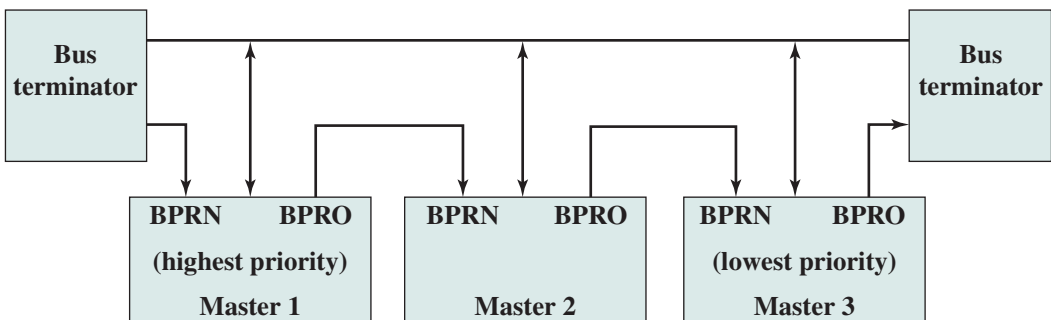 Bus
terminator
Bus
terminator
BPRN BPRO
(highest priority)
Master 1
BPRN BPRO
Master 2
BPRN BPRO
(lowest priority)
Master 3